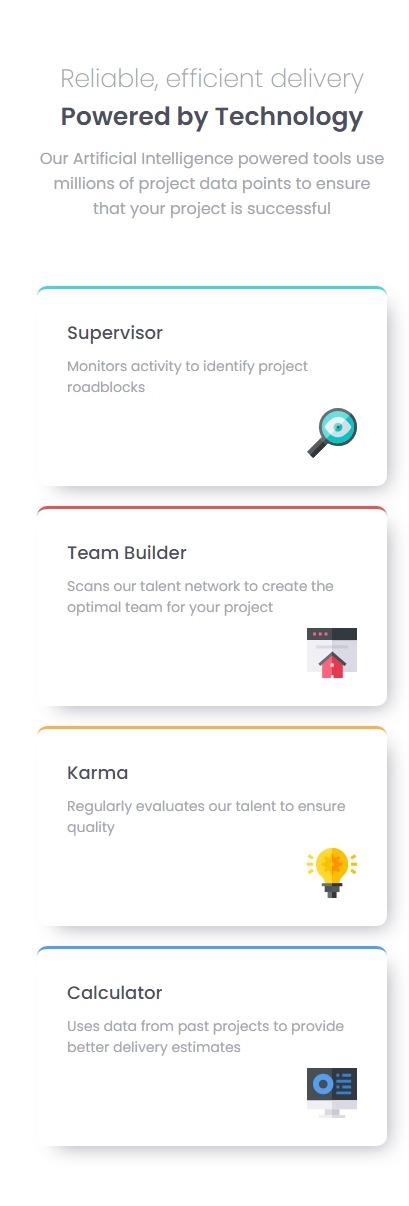 Reliable, efficient delivery
Powered by Technology
Our Artificial Intelligence powered tools use
millions of project data points to ensure
that your project is successful
Supervisor
Monitors activity to identify project
roadblocks
Team Builder
Scans our talent network to create the
optimal team for your project
Karma
Regularly evaluates our talent to ensure
quality
Calculator
Uses data from past projects to provide
better delivery estimates